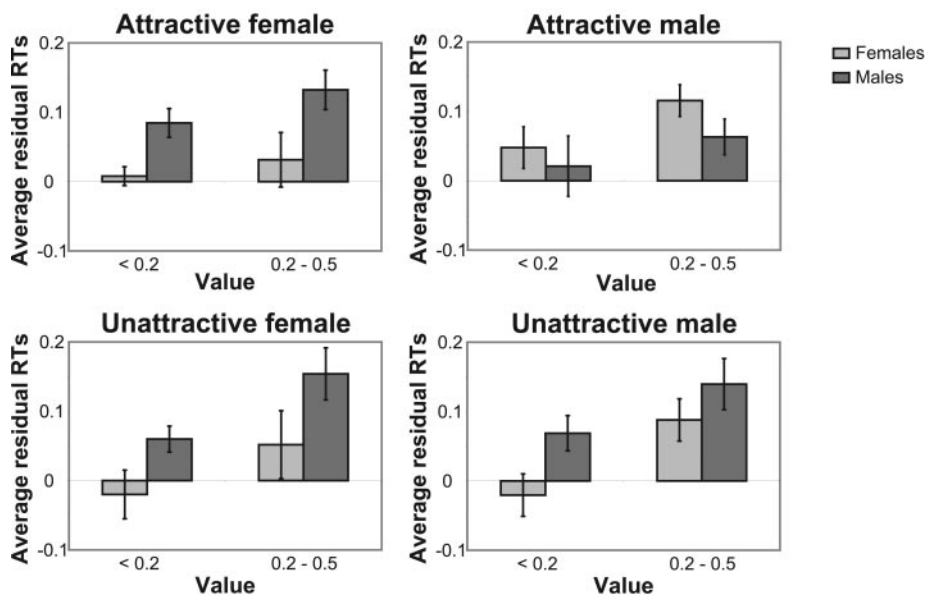 Attractive female
Average residual RTs
0.2
0.1
0
-0.1
< 0.2
0.2 - 0.5
Value
Attractive male
Average residual RTs
0.2
0.1
0
-0.1
< 0.2
0.2 - 0.5
Value
Females
Males
Unattractive female
Average residual RTs
0.2
0.1
0
-0.1
< 0.2
0.2 - 0.5
Value
Unattractive male
Average residual RTs
0.2
0.1
0
-0.1
< 0.2
0.2 - 0.5
Value